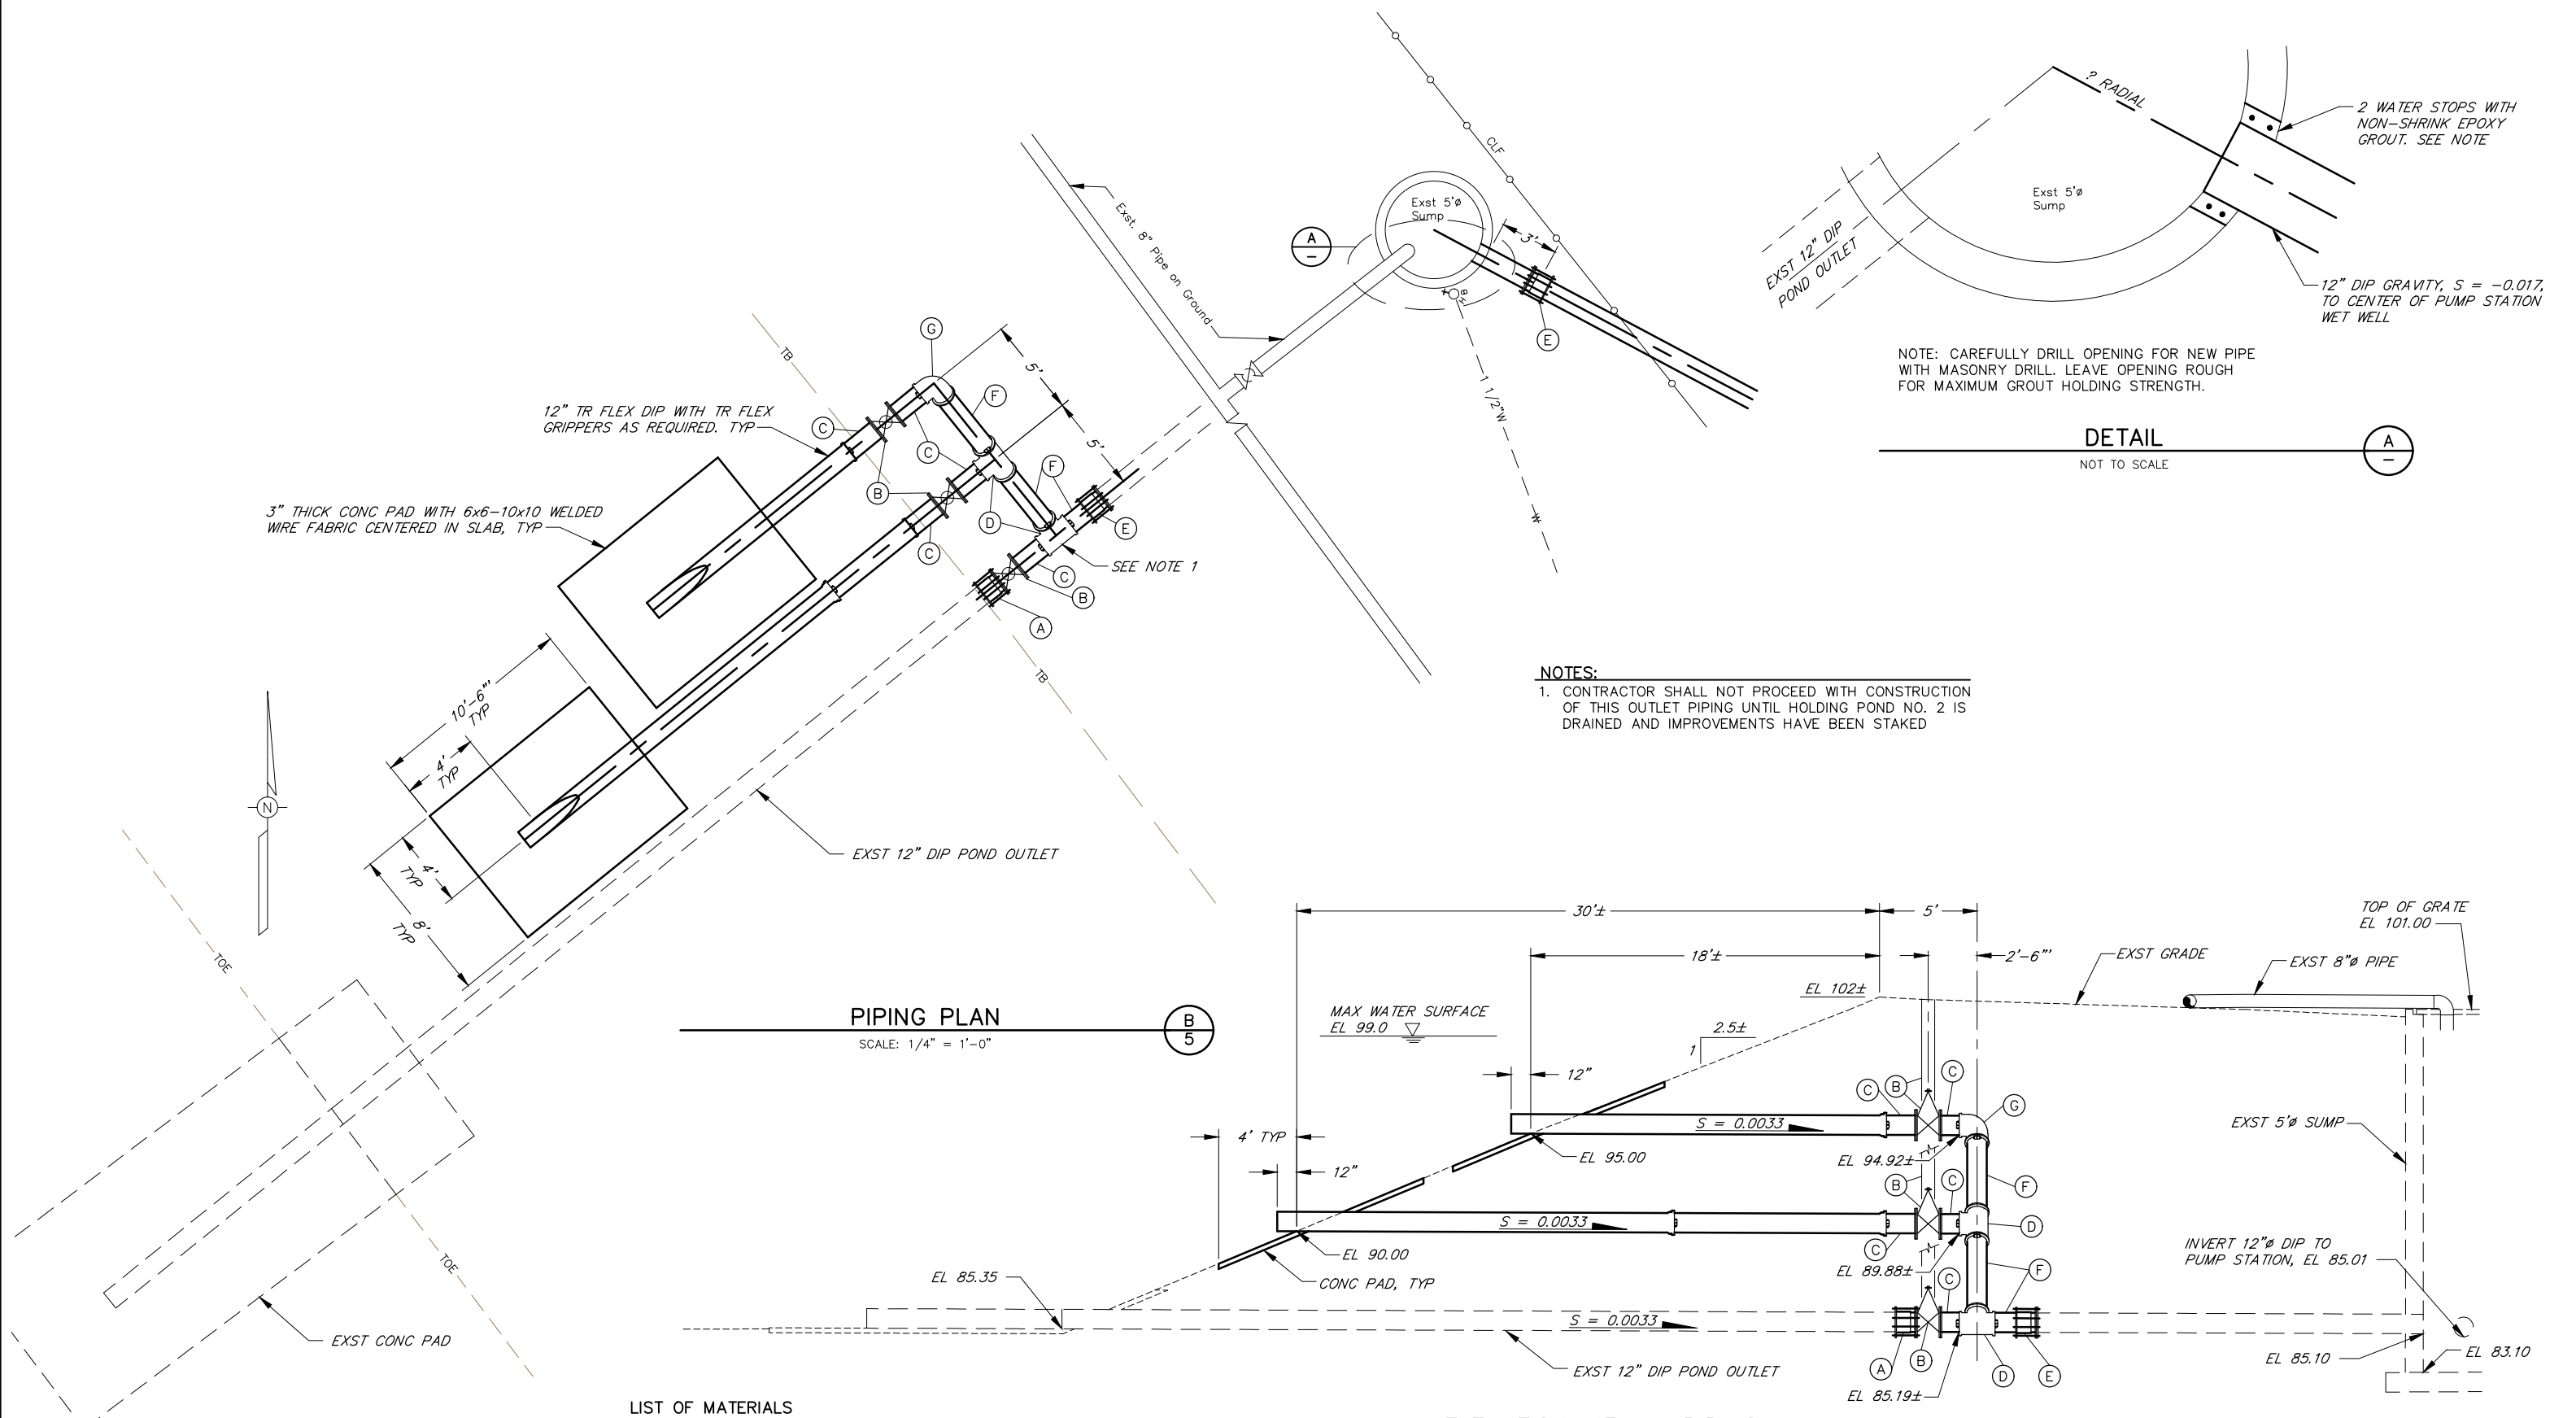 CLF
Exst 5'ø
Sump
A
–
3'
E
BH
1 1/2"W
W
Exst. 8" Pipe on Ground
? RADIAL
2 WATER STOPS WITH
NON-SHRINK EPOXY
GROUT. SEE NOTE
Exst 5'ø
Sump
EXST 12" DIP
POND OUTLET
12" DIP GRAVITY, S = -0.017,
TO CENTER OF PUMP STATION
WET WELL
NOTE: CAREFULLY DRILL OPENING FOR NEW PIPE
WITH MASONRY DRILL. LEAVE OPENING ROUGH
FOR MAXIMUM GROUT HOLDING STRENGTH.
DETAIL
NOT TO SCALE
A
–
TB
G
5'
F
5'
12" TR FLEX DIP WITH TR FLEX
GRIPPERS AS REQUIRED. TYP
C
C
F
B
D
E
C
3" THICK CONC PAD WITH 6x6-10x10 WELDED
WIRE FABRIC CENTERED IN SLAB, TYP
SEE NOTE 1
C
B
A
TB
10'-6"'
TYP
4'
TYP
N
4'
TYP
8'
TYP
EXST 12" DIP POND OUTLET
TOE
TOE
EXST CONC PAD
NOTES:
1. CONTRACTOR SHALL NOT PROCEED WITH CONSTRUCTION
OF THIS OUTLET PIPING UNTIL HOLDING POND NO. 2 IS
DRAINED AND IMPROVEMENTS HAVE BEEN STAKED
PIPING PLAN
SCALE: 1/4" = 1'-0"
B
5
30'±
5'
18'±
2'-6"'
EXST GRADE
TOP OF GRATE
EL 101.00
EXST 8"ø PIPE
EL 102±
MAX WATER SURFACE
EL 99.0
2.5±
1
12"
C
B
C
G
S = 0.0033
EXST 5'ø SUMP
4' TYP
12"
EL 95.00
EL 94.92±
F
B
C
S = 0.0033
D
EL 90.00
C
EL 89.88±
F
INVERT 12"ø DIP TO
PUMP STATION, EL 85.01
EL 85.35
CONC PAD, TYP
C
S = 0.0033
EXST 12" DIP POND OUTLET
A
B
D
E
EL 85.10
EL 83.10
EL 85.19±
LIST OF MATERIALS